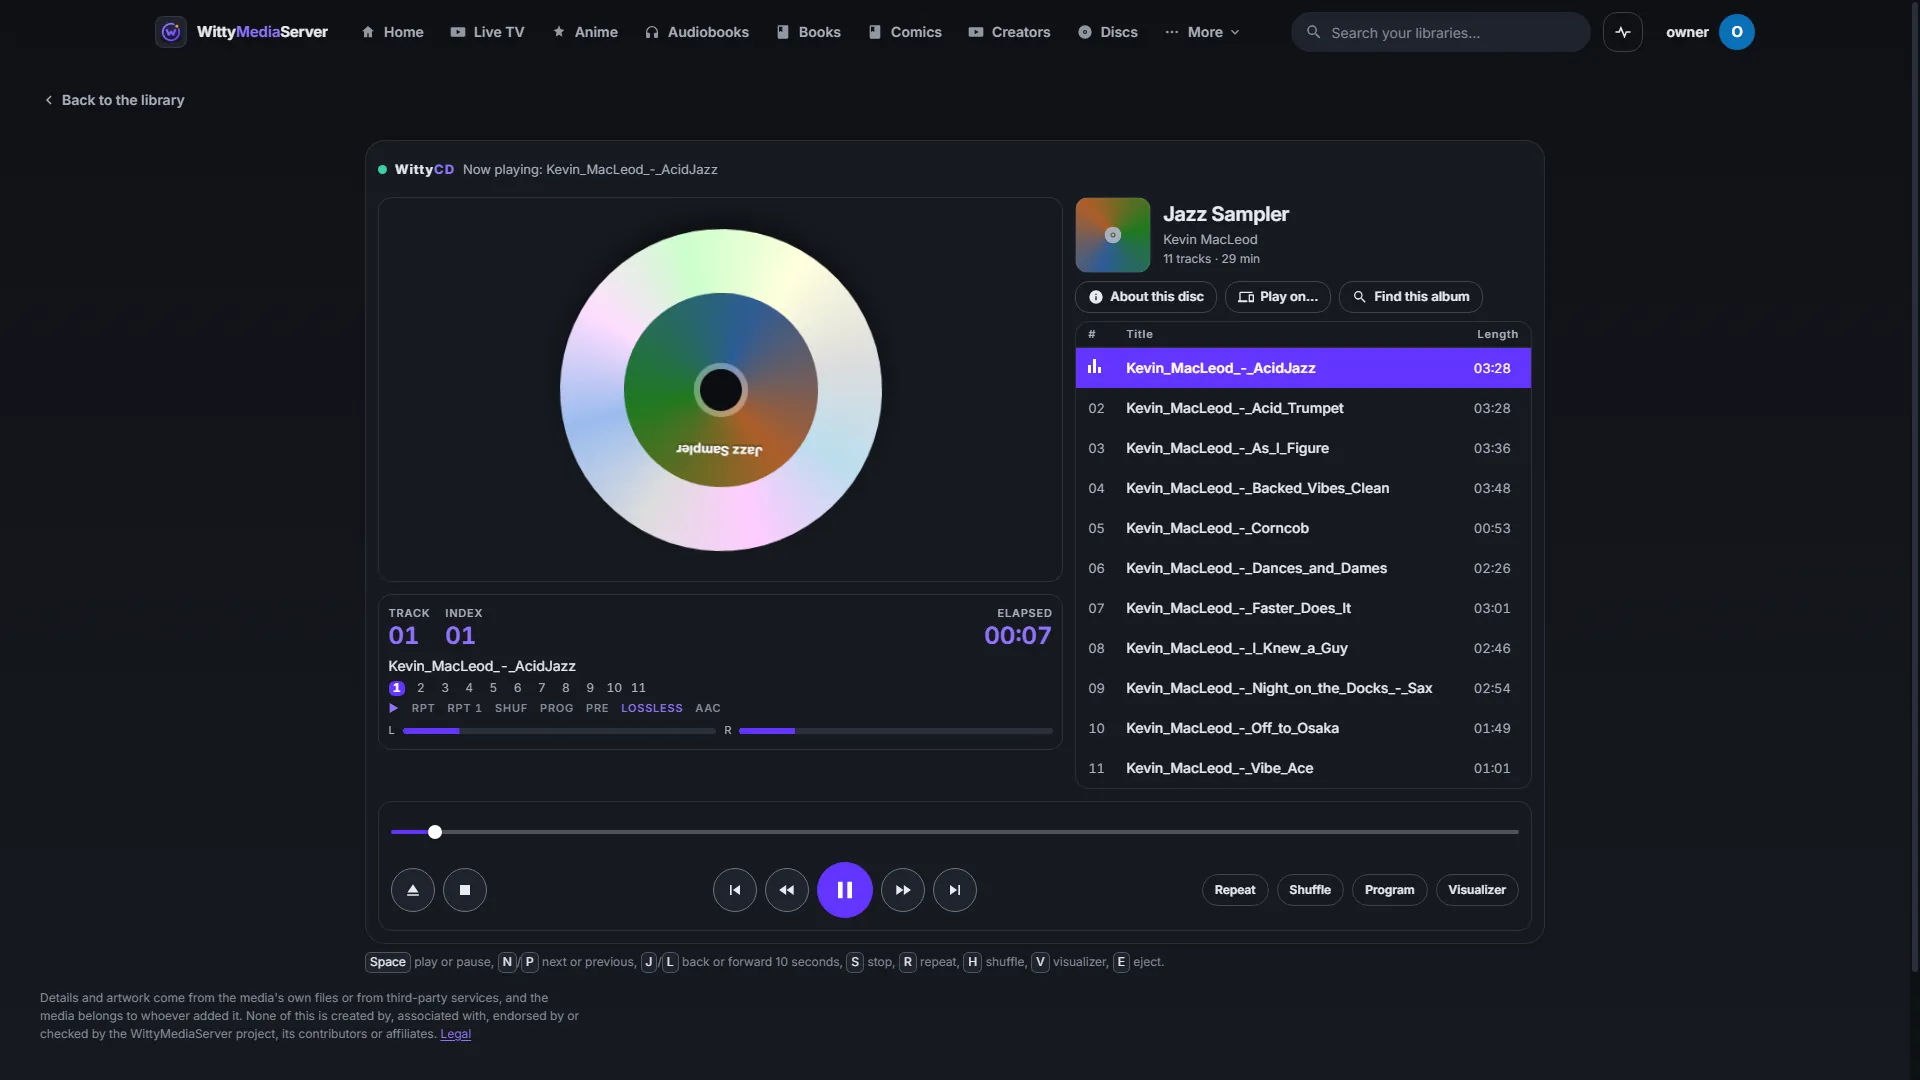 WittyMediaServer
Home
Live TV
Anime
Audiobooks
Books
Comics
Creators
Discs
More
Search your libraries...
owner
O
Back to the library
WittyCD Now playing: Kevin_MacLeod_-_AcidJazz
Jazz Sampler
Jazz Sampler
Kevin MacLeod
11 tracks · 29 min
About this disc
Play on...
Find this album
# Title Length
Kevin_MacLeod_-_AcidJazz 03:28
02 Kevin_MacLeod_-_Acid_Trumpet 03:28
03 Kevin_MacLeod_-_As_I_Figure 03:36
04 Kevin_MacLeod_-_Backed_Vibes_Clean 03:48
05 Kevin_MacLeod_-_Corncob 00:53
06 Kevin_MacLeod_-_Dances_and_Dames 02:26
07 Kevin_MacLeod_-_Faster_Does_It 03:01
08 Kevin_MacLeod_-_I_Knew_a_Guy 02:46
09 Kevin_MacLeod_-_Night_on_the_Docks_-_Sax 02:54
10 Kevin_MacLeod_-_Off_to_Osaka 01:49
11 Kevin_MacLeod_-_Vibe_Ace 01:01
TRACK INDEX ELAPSED
01 01 00:07
Kevin_MacLeod_-_AcidJazz
1 2 3 4 5 6 7 8 9 10 11
RPT RPT 1 SHUF PROG PRE LOSSLESS AAC
L R
Repeat
Shuffle
Program
Visualizer
Space play or pause, N / P next or previous, J / L back or forward 10 seconds, S stop, R repeat, H shuffle, V visualizer, E eject.
Details and artwork come from the media's own files or from third-party services, and the
media belongs to whoever added it. None of this is created by, associated with, endorsed by or
checked by the WittyMediaServer project, its contributors or affiliates. Legal